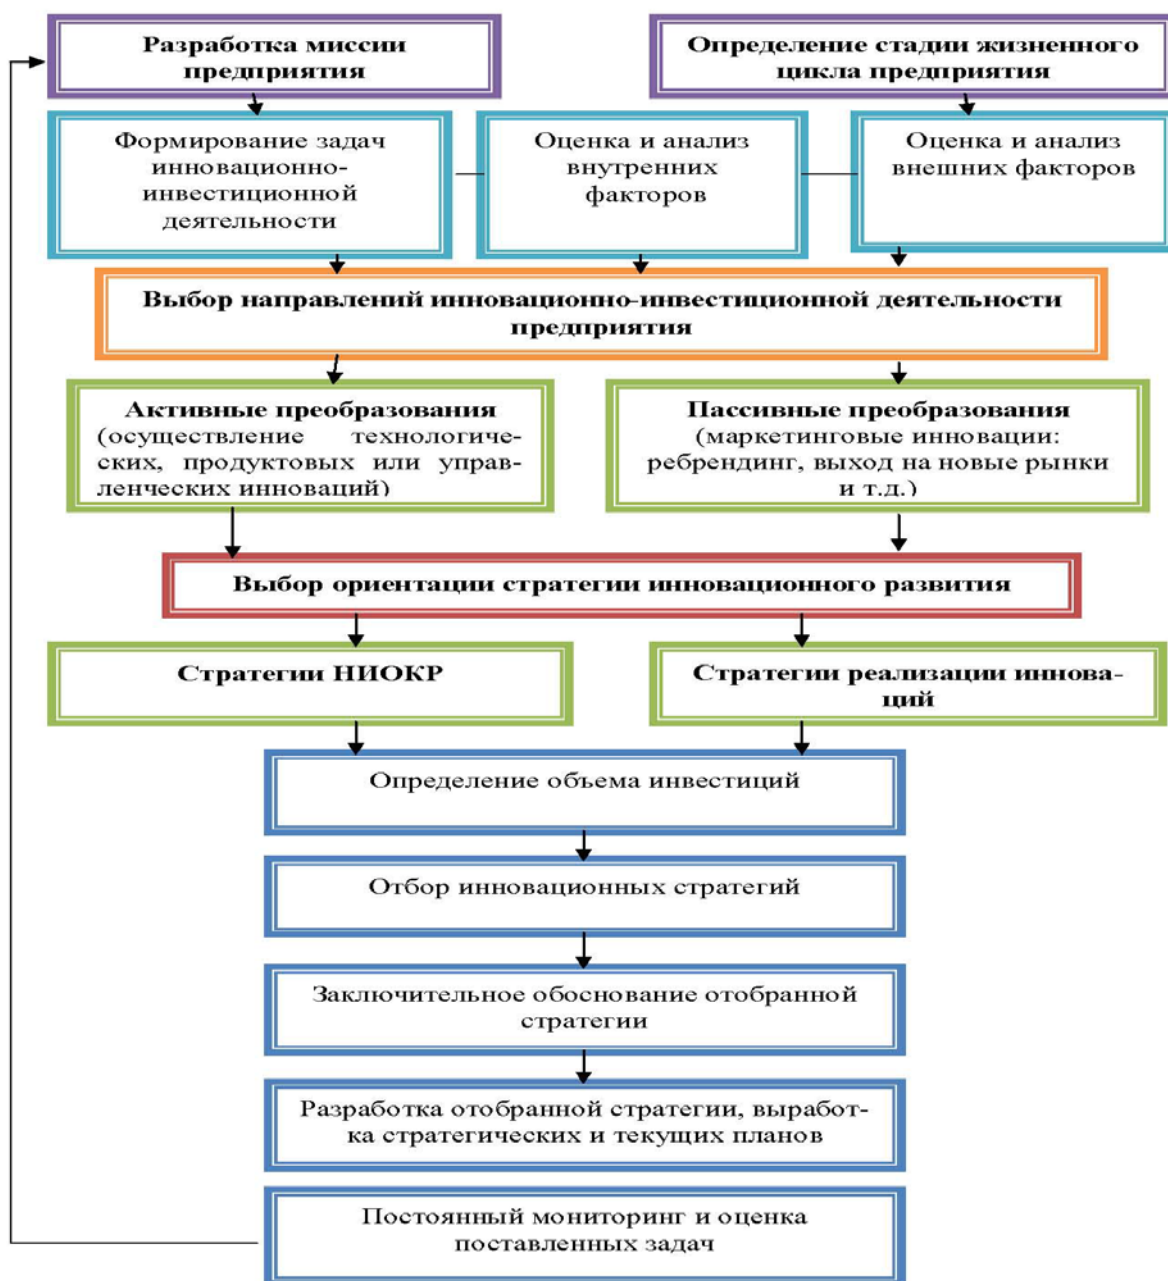 Разработка миссии
предприятия
Определение стадии жизненного
цикла предприятия
Формирование задач
инновационно-
инвестиционной
деятельности
Оценка и анализ
внутренних
факторов
Оценка и анализ
внешних факторов
Выбор направлений инновационно-инвестиционной деятельности
предприятия
Активные преобразования
(осуществление технологиче-
ских, продуктовых или управ-
ленческих инноваций)
Пассивные преобразования
(маркетинговые инновации:
ребрендинг, выход на новые рынки
и т.д.)
Выбор ориентации стратегии инновационного развития
Стратегии НИОКР
Стратегии реализации иннова-
ций
Определение объема инвестиций
Отбор инновационных стратегий
Заключительное обоснование отобранной
стратегии
Разработка отобранной стратегии, выработ-
ка стратегических и текущих планов
Постоянный мониторинг и оценка
поставленных задач